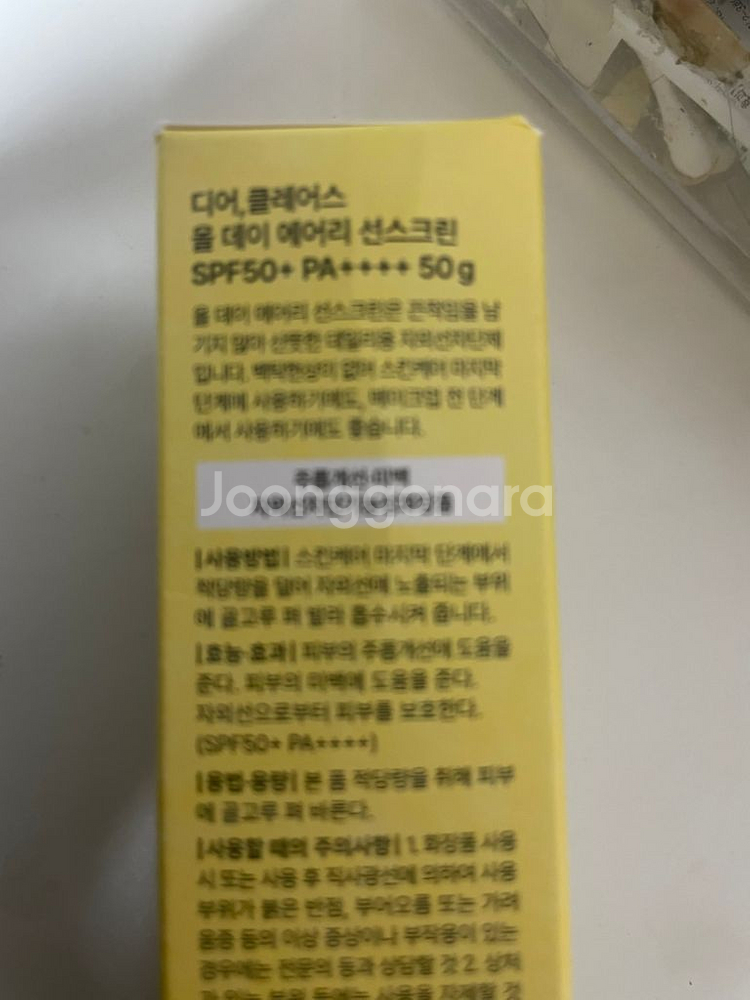 디어,클레어스
올 데이 에어리 선스크린
SPF50+ PA++++ 50g
올 데이 에어리 선스크린은 끈적임을 남
기지 않아 산뜻한 데일리용 자외선차단제
입니다. 백탁현상이 없어 스킨케어 마지막
단계에 사용하기에도, 메이크업 전 단계
에서 사용하기에도 좋습니다.
주름개선·미백
Joonggonara
|사용방법| 스킨케어 마지막 단계에서
적당량을 덜어 자외선에 노출되는 부위
에 골고루 펴 발라 흡수시켜 줍니다.
|효능·효과| 피부의 주름개선에 도움을
준다. 피부의 미백에 도움을 준다.
자외선으로부터 피부를 보호한다.
(SPF50+ PA++++)
|용법·용량| 본 품 적당량을 취해 피부
에 골고루 펴 바른다.
|사용할 때의 주의사항| 1. 화장품 사용
시 또는 사용 후 직사광선에 의하여 사용
부위가 붉은 반점, 부어오름 또는 가려
움증 등의 이상 증상이나 부작용이 있는
경우에는 전문의 등과 상담할 것 2. 상처
가 있는 부위 등에는 사용을 자제할 것